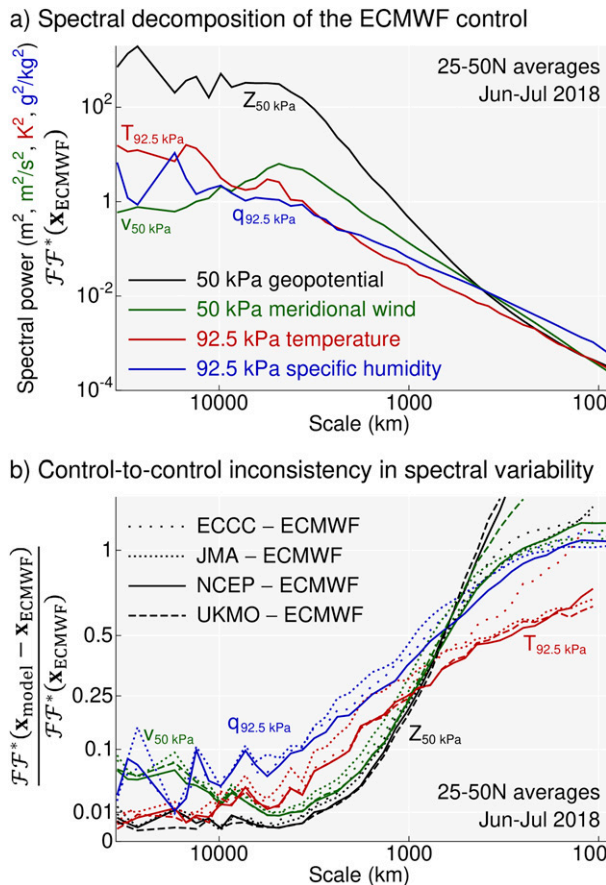 a) Spectral decomposition of the ECMWF control
Spectral power (m², m²/s², K², g²/kg²)
ℱℱ*(x_ECMWF)
10²
1
10⁻²
10⁻⁴
25-50N averages
Jun-Jul 2018
Z₅₀ kPa
T₉₂.₅ kPa
q₉₂.₅ kPa
v₅₀ kPa
50 kPa geopotential
50 kPa meridional wind
92.5 kPa temperature
92.5 kPa specific humidity
10000 1000 100
Scale (km)
b) Control-to-control inconsistency in spectral variability
ℱℱ*(x_model − x_ECMWF)
ℱℱ*(x_ECMWF)
1
0.5
0.25
0.1
0.01
0
ECCC – ECMWF
JMA – ECMWF
NCEP – ECMWF
UKMO – ECMWF
T₉₂.₅ kPa
v₅₀ kPa
q₉₂.₅ kPa
Z₅₀ kPa
25-50N averages
Jun-Jul 2018
10000 1000 100
Scale (km)